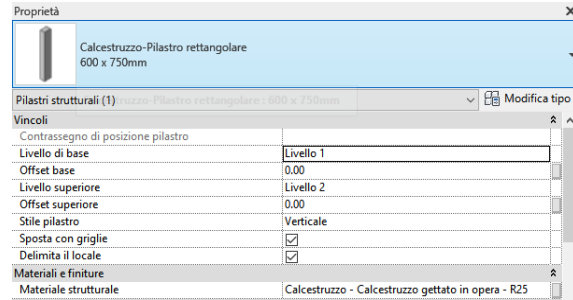 Proprietà
Calcestruzzo-Pilastro rettangolare
600 x 750mm
Pilastri strutturali (1)
Modifica tipo
Vincoli
Contrassegno di posizione pilastro
Livello di base Livello 1
Offset base 0.00
Livello superiore Livello 2
Offset superiore 0.00
Stile pilastro Verticale
Sposta con griglie
Delimita il locale
Materiali e finiture
Materiale strutturale Calcestruzzo - Calcestruzzo gettato in opera - R25